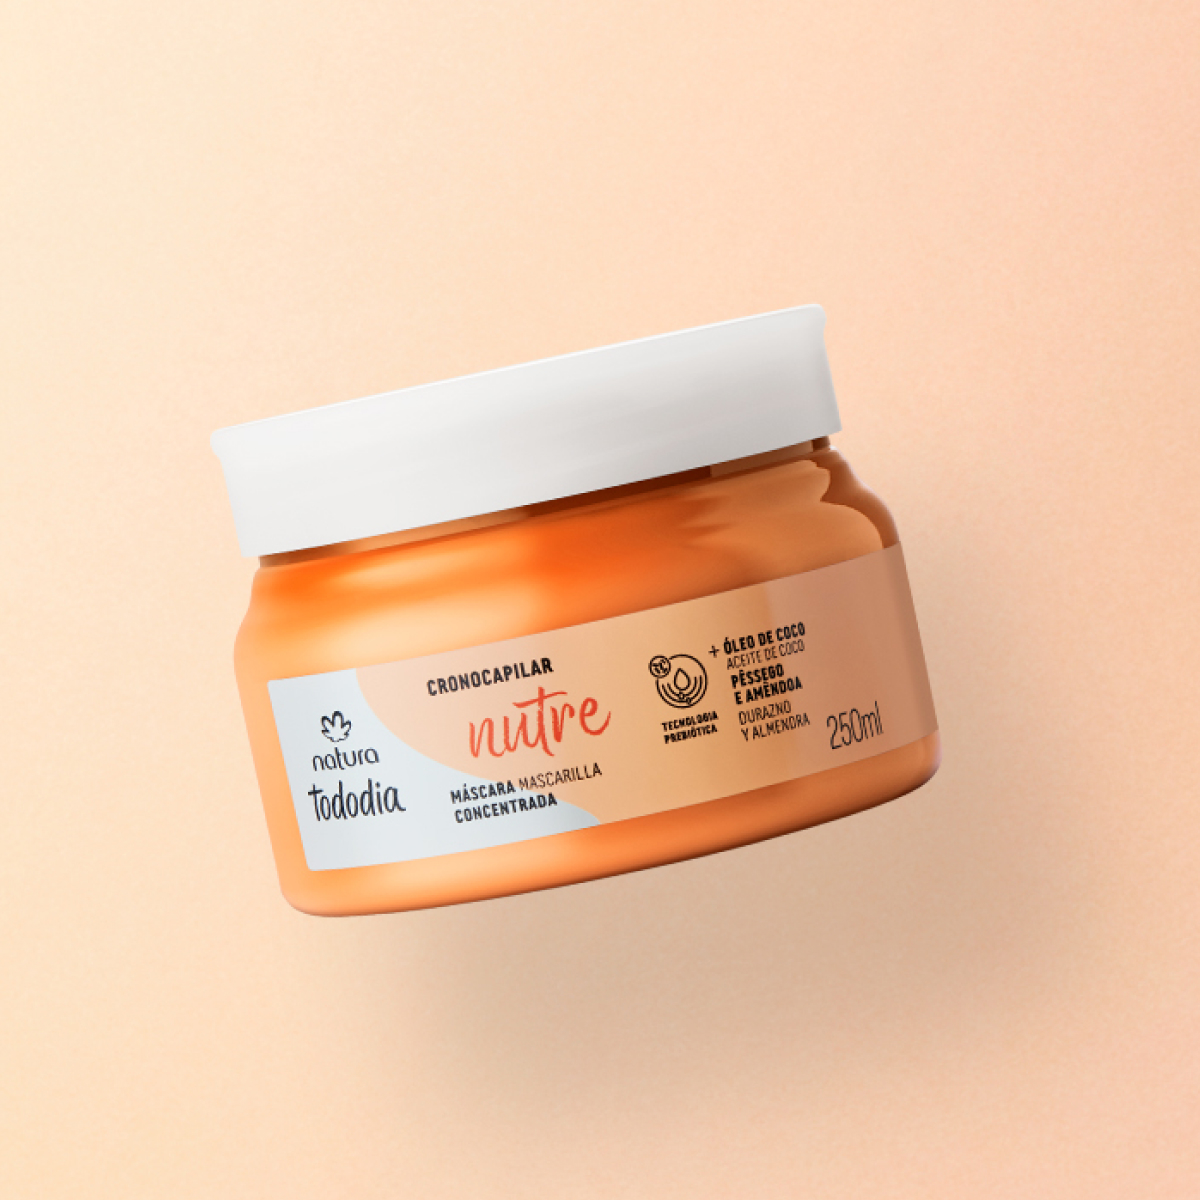 CRONOCAPILAR
nutre
MÁSCARA MASCARILLA
CONCENTRADA
natura
tododia
TECNOLOGIA
PREBIÓTICA
+ ÓLEO DE COCO
ACEITE DE COCO
PÊSSEGO
E AMÊNDOA
DURAZNO
Y ALMENDRA
250ml